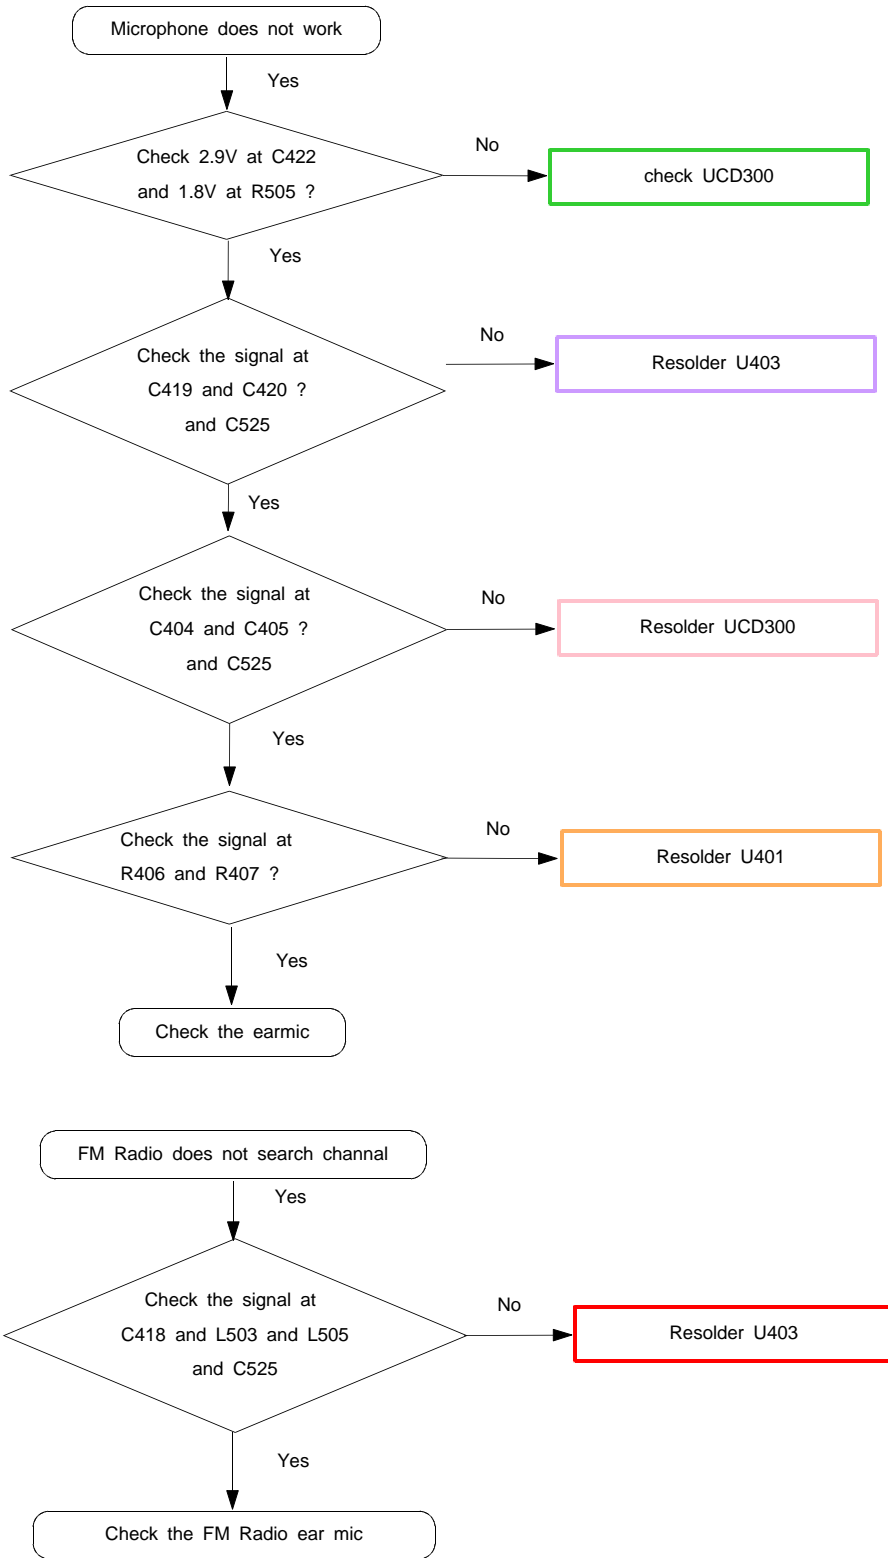 Microphone does not work
Yes
Check 2.9V at C422
and 1.8V at R505 ?
No
check UCD300
Yes
Check the signal at
C419 and C420 ?
and C525
No
Resolder U403
Yes
Check the signal at
C404 and C405 ?
and C525
No
Resolder UCD300
Yes
Check the signal at
R406 and R407 ?
No
Resolder U401
Yes
Check the earmic
FM Radio does not search channal
Yes
Check the signal at
C418 and L503 and L505
and C525
No
Resolder U403
Yes
Check the FM Radio ear mic